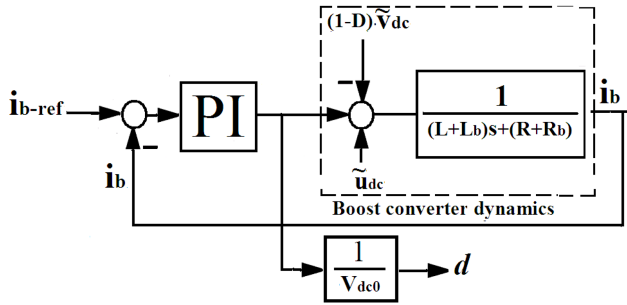 (1-D).ṽdc
ib-ref
PI
1
(L+Lb)s+(R+Rb)
ib
ib
ũdc
Boost converter dynamics
1
Vdc0
d